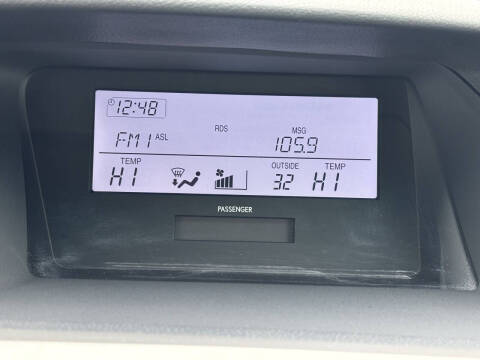 12:48
FM1 ASL RDS MSG 105.9
TEMP OUTSIDE TEMP
HI 32 HI
PASSENGER